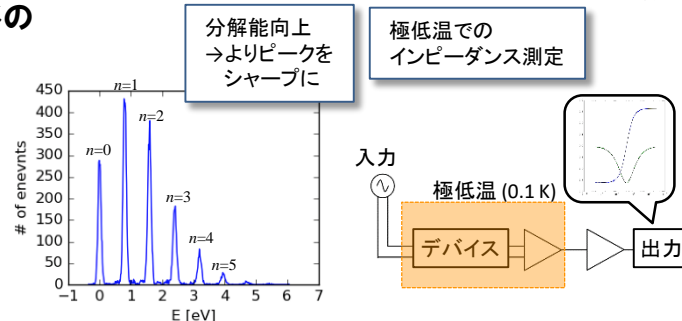 の
分解能向上
→よりピークを
シャープに
極低温での
インピーダンス測定
450
400
350
300
250
200
150
100
50
0
# of enevnts
n=0
n=1
n=2
n=3
n=4
n=5
−1 0 1 2 3 4 5 6 7
E [eV]
入力
極低温 (0.1 K)
デバイス
出力